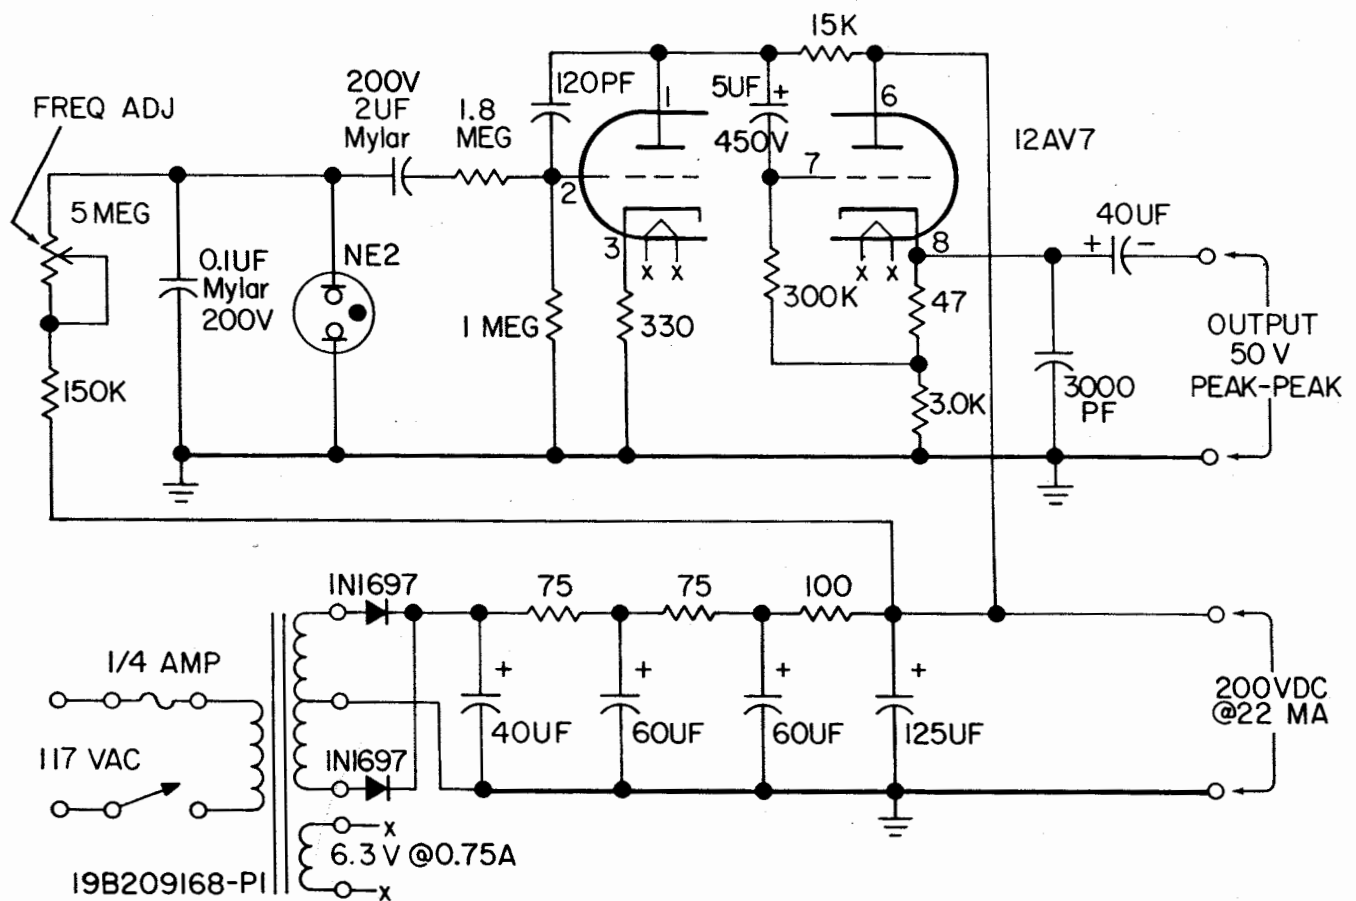 15K
FREQ ADJ
200V
2UF
Mylar
1.8
MEG
120PF
1
5UF +
450V
6
12AV7
5 MEG
2
7
40UF
+ -
0.1UF
Mylar
200V
NE2
3
X X
X X
8
1 MEG
330
300K
47
OUTPUT
50 V
PEAK-PEAK
150K
3.0K
3000
PF
1N1697
75
75
100
1/4 AMP
+
+
+
+
40UF
60UF
60UF
125UF
200VDC
@22 MA
117 VAC
1N1697
X
6.3 V @0.75A
19B209168-P1
X